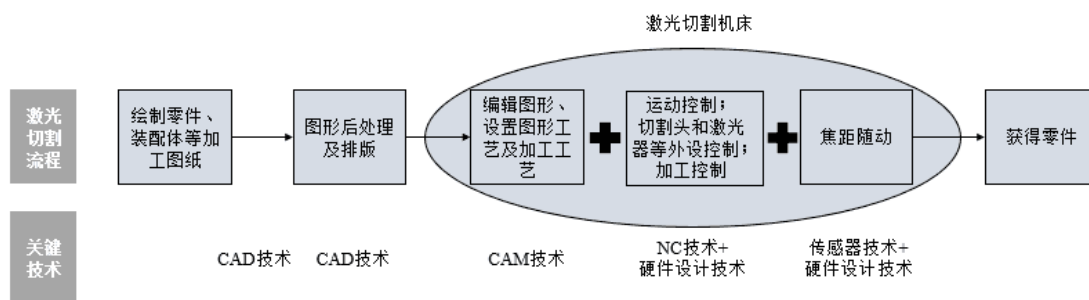 激光切割机床
激光
切割
流程
绘制零件、
装配体等加
工图纸
图形后处理
及排版
编辑图形、
设置图形工
艺及加工工
艺
运动控制；
切割头和激光
器等外设控制；
加工控制
焦距随动
获得零件
关键
技术
CAD技术
CAD技术
CAM技术
NC技术+
硬件设计技术
传感器技术+
硬件设计技术